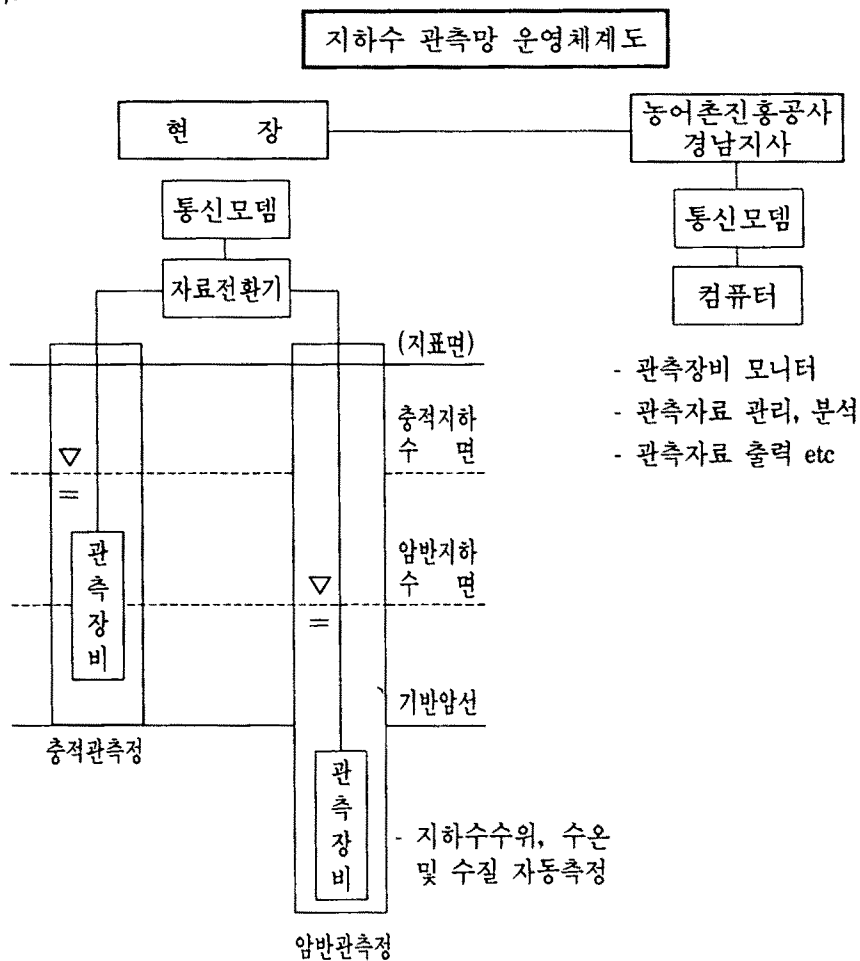 지하수 관측망 운영체계도
현 장
농어촌진흥공사
경남지사
통신모뎀
통신모뎀
자료전환기
컴퓨터
(지표면)
- 관측장비 모니터
- 관측자료 관리, 분석
- 관측자료 출력 etc
충적지하
수 면
암반지하
수 면
관
측
장
비
기반암선
충적관측정
관
측
장
비
- 지하수수위, 수온
및 수질 자동측정
암반관측정